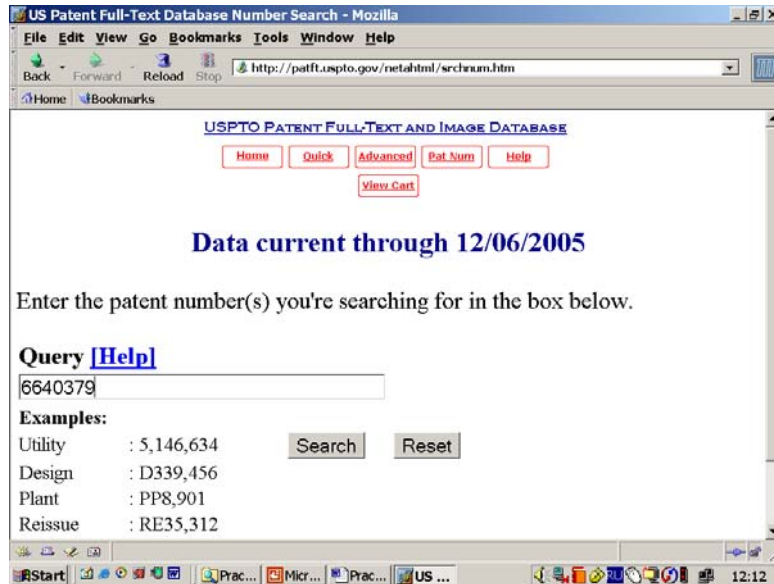 US Patent Full-Text Database Number Search - Mozilla
File Edit View Go Bookmarks Tools Window Help
Back Forward Reload Stop http://patft.uspto.gov/netahtml/srchnum.htm
Home Bookmarks
USPTO PATENT FULL-TEXT AND IMAGE DATABASE
Home Quick Advanced Pat Num Help
View Cart
Data current through 12/06/2005
Enter the patent number(s) you're searching for in the box below.
Query [Help]
6640379
Examples:
Utility : 5,146,634 Search Reset
Design : D339,456
Plant : PP8,901
Reissue : RE35,312
Start Prac... Micr... Prac... US ... RU 12:12